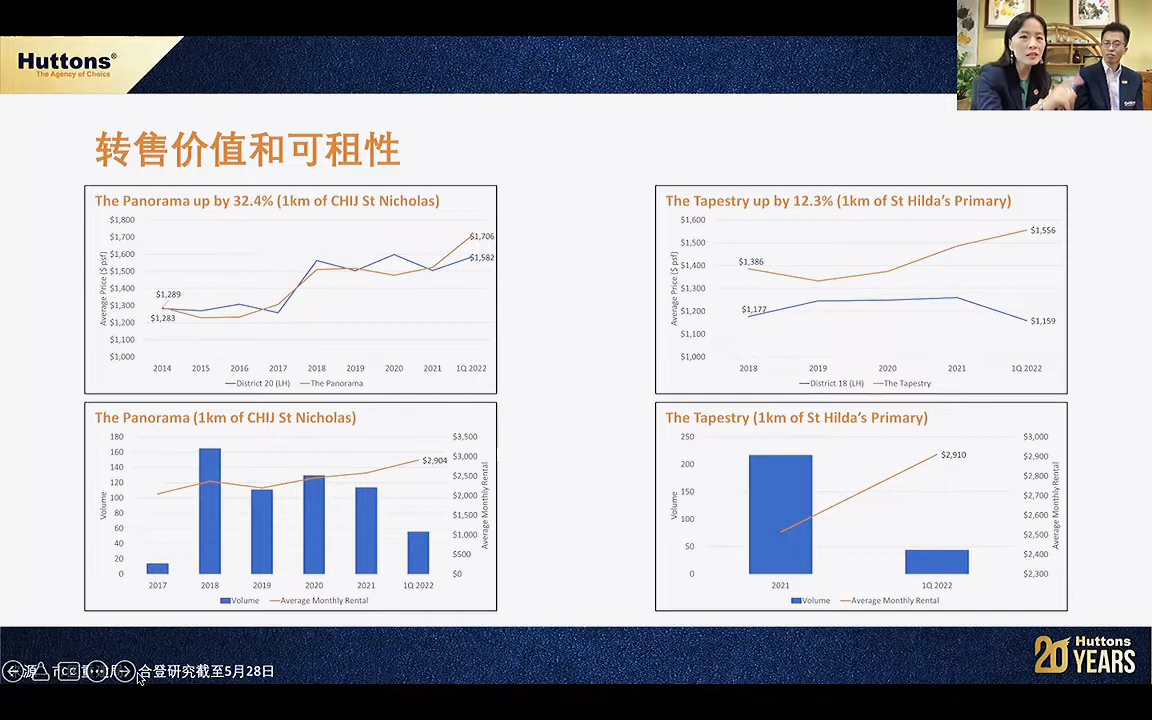 Huttons®
The Agency of Choice
转售价值和可租性
The Panorama up by 32.4% (1km of CHIJ St Nicholas)
$1,800
$1,700
$1,600
$1,500
$1,400
$1,300
$1,200
$1,100
$1,000
Average Price ($ psf)
$1,289
$1,283
$1,706
$1,582
2014 2015 2016 2017 2018 2019 2020 2021 1Q 2022
District 20 (LH) The Panorama
The Tapestry up by 12.3% (1km of St Hilda's Primary)
$1,600
$1,500
$1,400
$1,300
$1,200
$1,100
$1,000
Average Price ($ psf)
$1,386
$1,177
$1,556
$1,159
2018 2019 2020 2021 1Q 2022
District 18 (LH) The Tapestry
The Panorama (1km of CHIJ St Nicholas)
180
160
140
120
100
80
60
40
20
0
Volume
$3,500
$3,000
$2,500
$2,000
$1,500
$1,000
$500
$0
Average Monthly Rental
$2,904
2017 2018 2019 2020 2021 1Q 2022
Volume Average Monthly Rental
The Tapestry (1km of St Hilda's Primary)
250
200
150
100
50
0
Volume
$3,000
$2,900
$2,800
$2,700
$2,600
$2,500
$2,400
$2,300
Average Monthly Rental
$2,910
2021 1Q 2022
Volume Average Monthly Rental
源 市 重 合登研究截至5月28日
CC
20 Huttons
YEARS